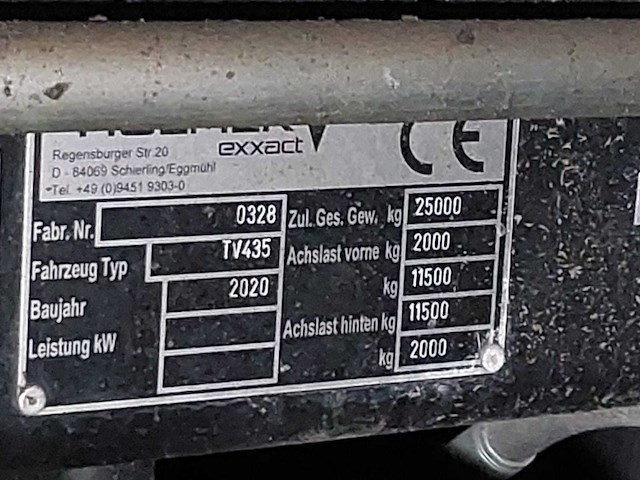 exxact
CE
Regensburger Str.20
D - 84069 Schierling/Eggmühl
Tel. +49 (0)9451 9303-0
Fabr. Nr. 0328
Fahrzeug Typ TV435
Baujahr 2020
Leistung kW
Zul. Ges. Gew. kg 25000
Achslast vorne kg 2000
kg 11500
Achslast hinten kg 11500
kg 2000